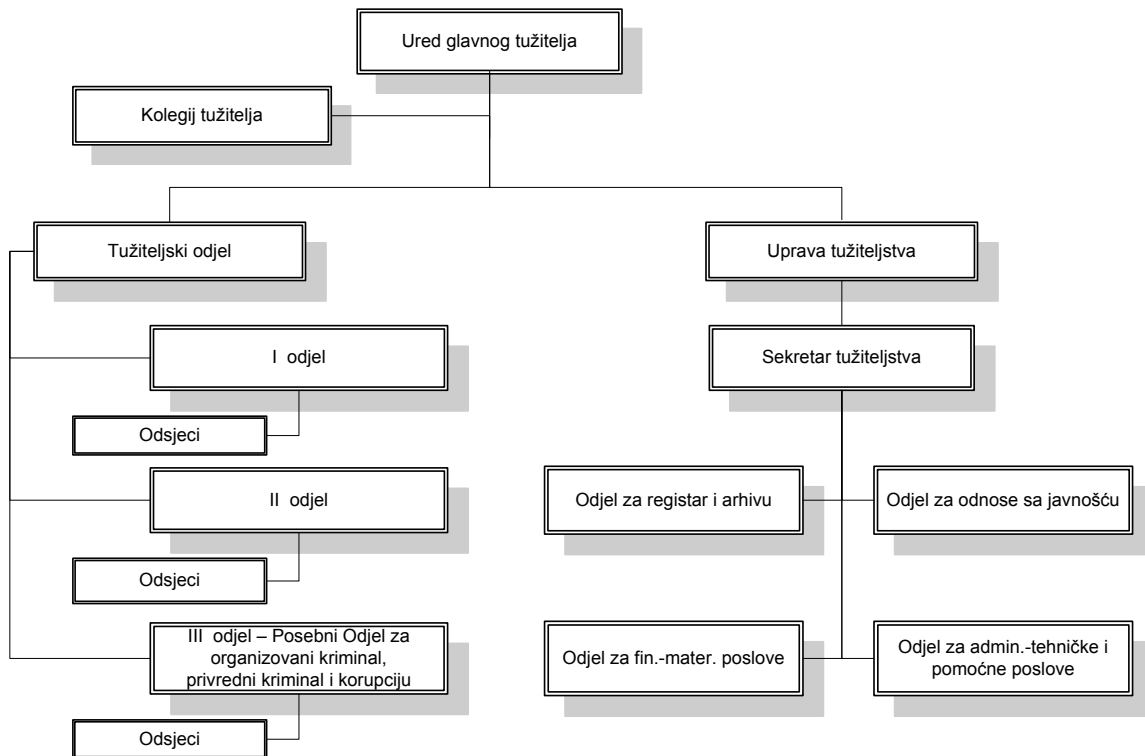 Ured glavnog tužitelja
Kolegij tužitelja
Tužiteljski odjel
Uprava tužiteljstva
I odjel
Sekretar tužiteljstva
Odsjeci
II odjel
Odjel za registar i arhivu
Odjel za odnose sa javnošću
Odsjeci
III odjel – Posebni Odjel za
organizovani kriminal,
privredni kriminal i korupciju
Odjel za fin.-mater. poslove
Odjel za admin.-tehničke i
pomoćne poslove
Odsjeci